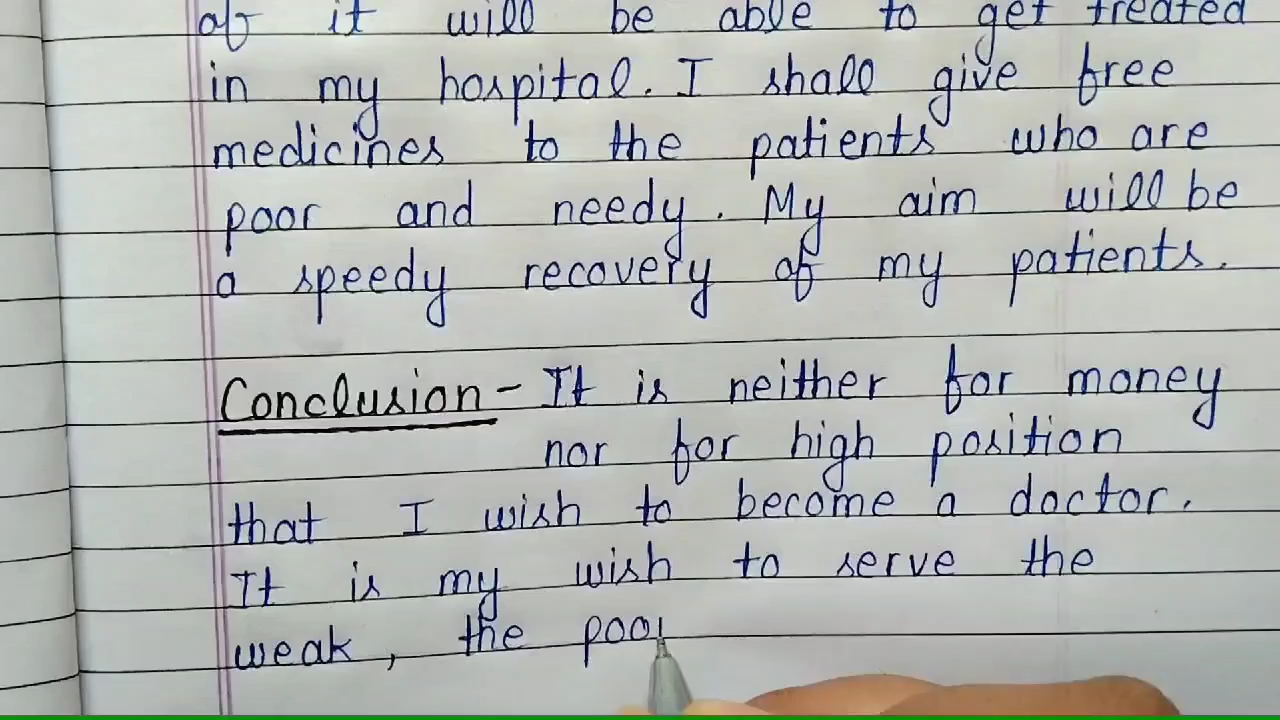 of it will be able to get treated
in my hospital. I shall give free
medicines to the patients who are
poor and needy. My aim will be
a speedy recovery of my patients.
Conclusion - It is neither for money
nor for high position
that I wish to become a doctor.
It is my wish to serve the
weak, the poor